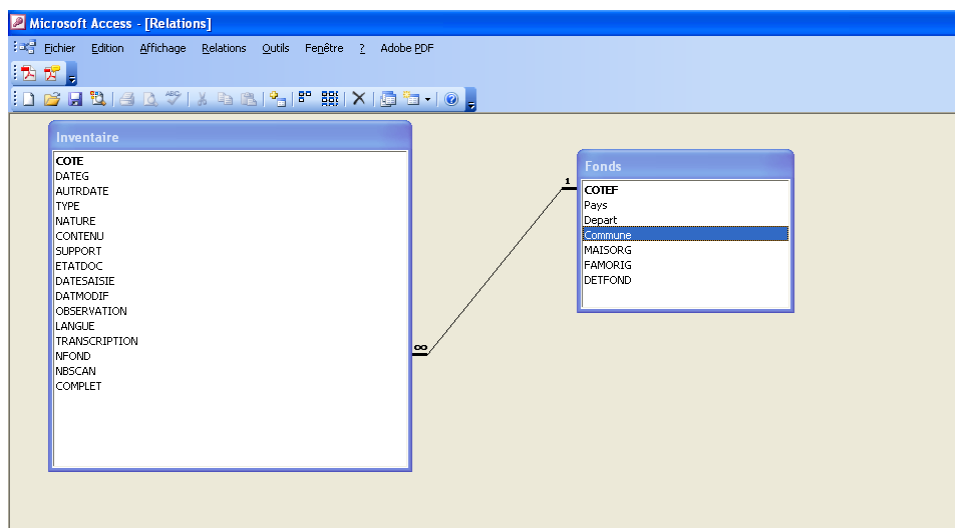 Microsoft Access - [Relations]
Fichier Edition Affichage Relations Outils Fenêtre ? Adobe PDF
Inventaire
COTE
DATEG
AUTRDATE
TYPE
NATURE
CONTENU
SUPPORT
ETATDOC
DATESAISIE
DATMODIF
OBSERVATION
LANGUE
TRANSCRIPTION
NFOND
NBSCAN
COMPLET
∞
1
Fonds
COTEF
Pays
Depart
Commune
MAISORG
FAMORIG
DETFOND